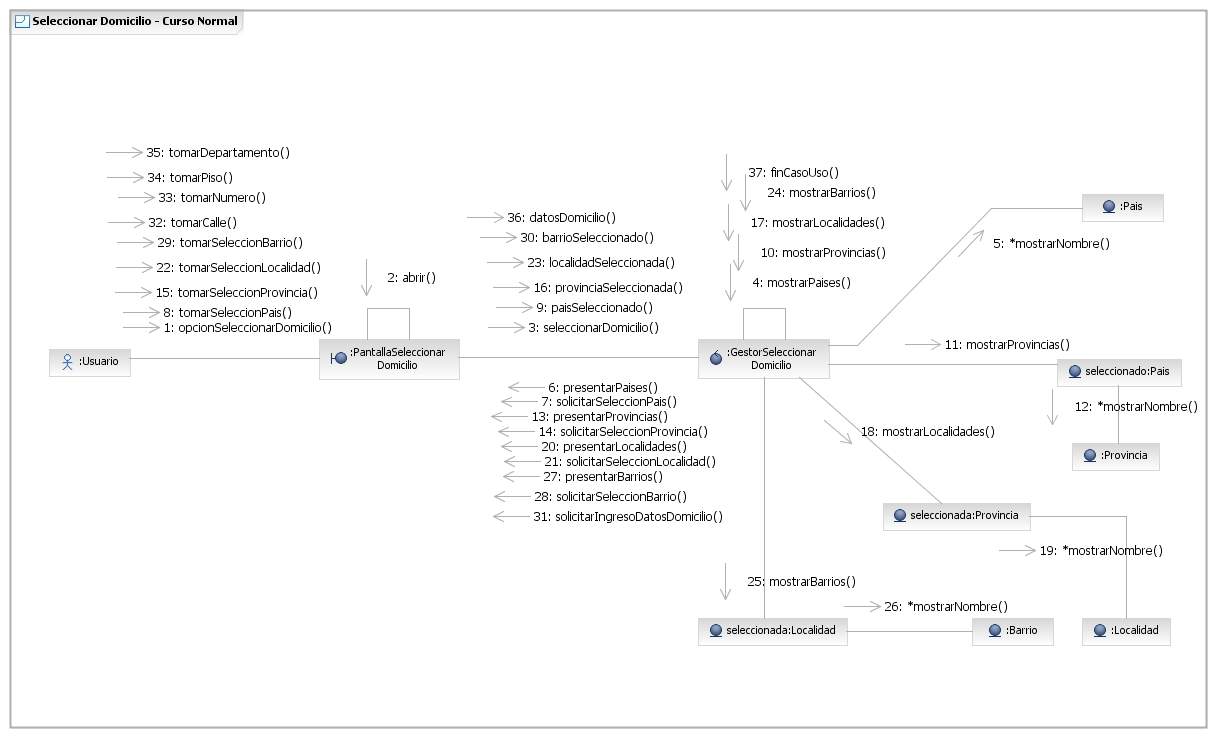 Seleccionar Domicilio - Curso Normal
35: tomarDepartamento()
34: tomarPiso()
33: tomarNumero()
32: tomarCalle()
29: tomarSeleccionBarrio()
22: tomarSeleccionLocalidad()
15: tomarSeleccionProvincia()
8: tomarSeleccionPais()
1: opcionSeleccionarDomicilio()
2: abrir()
36: datosDomicilio()
30: barrioSeleccionado()
23: localidadSeleccionada()
16: provinciaSeleccionada()
9: paisSeleccionado()
3: seleccionarDomicilio()
37: finCasoUso()
24: mostrarBarrios()
17: mostrarLocalidades()
10: mostrarProvincias()
4: mostrarPaises()
:Pais
5: *mostrarNombre()
:Usuario
:PantallaSeleccionar
Domicilio
:GestorSeleccionar
Domicilio
11: mostrarProvincias()
seleccionado:Pais
12: *mostrarNombre()
:Provincia
6: presentarPaises()
7: solicitarSeleccionPais()
13: presentarProvincias()
14: solicitarSeleccionProvincia()
20: presentarLocalidades()
21: solicitarSeleccionLocalidad()
27: presentarBarrios()
28: solicitarSeleccionBarrio()
31: solicitarIngresoDatosDomicilio()
18: mostrarLocalidades()
seleccionada:Provincia
19: *mostrarNombre()
25: mostrarBarrios()
26: *mostrarNombre()
seleccionada:Localidad
:Barrio
:Localidad